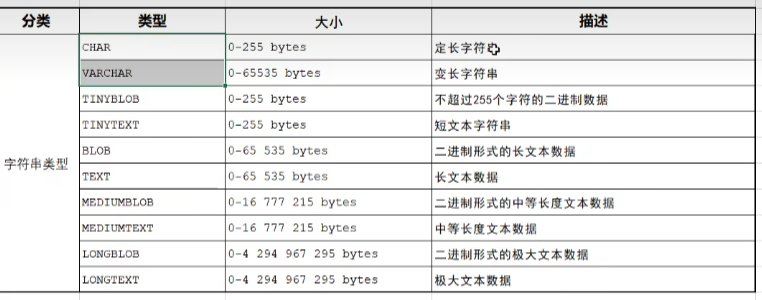 分类 类型 大小 描述
字符串类型
CHAR 0-255 bytes 定长字符串
VARCHAR 0-65535 bytes 变长字符串
TINYBLOB 0-255 bytes 不超过255个字符的二进制数据
TINYTEXT 0-255 bytes 短文本字符串
BLOB 0-65 535 bytes 二进制形式的长文本数据
TEXT 0-65 535 bytes 长文本数据
MEDIUMBLOB 0-16 777 215 bytes 二进制形式的中等长度文本数据
MEDIUMTEXT 0-16 777 215 bytes 中等长度文本数据
LONGBLOB 0-4 294 967 295 bytes 二进制形式的极大文本数据
LONGTEXT 0-4 294 967 295 bytes 极大文本数据